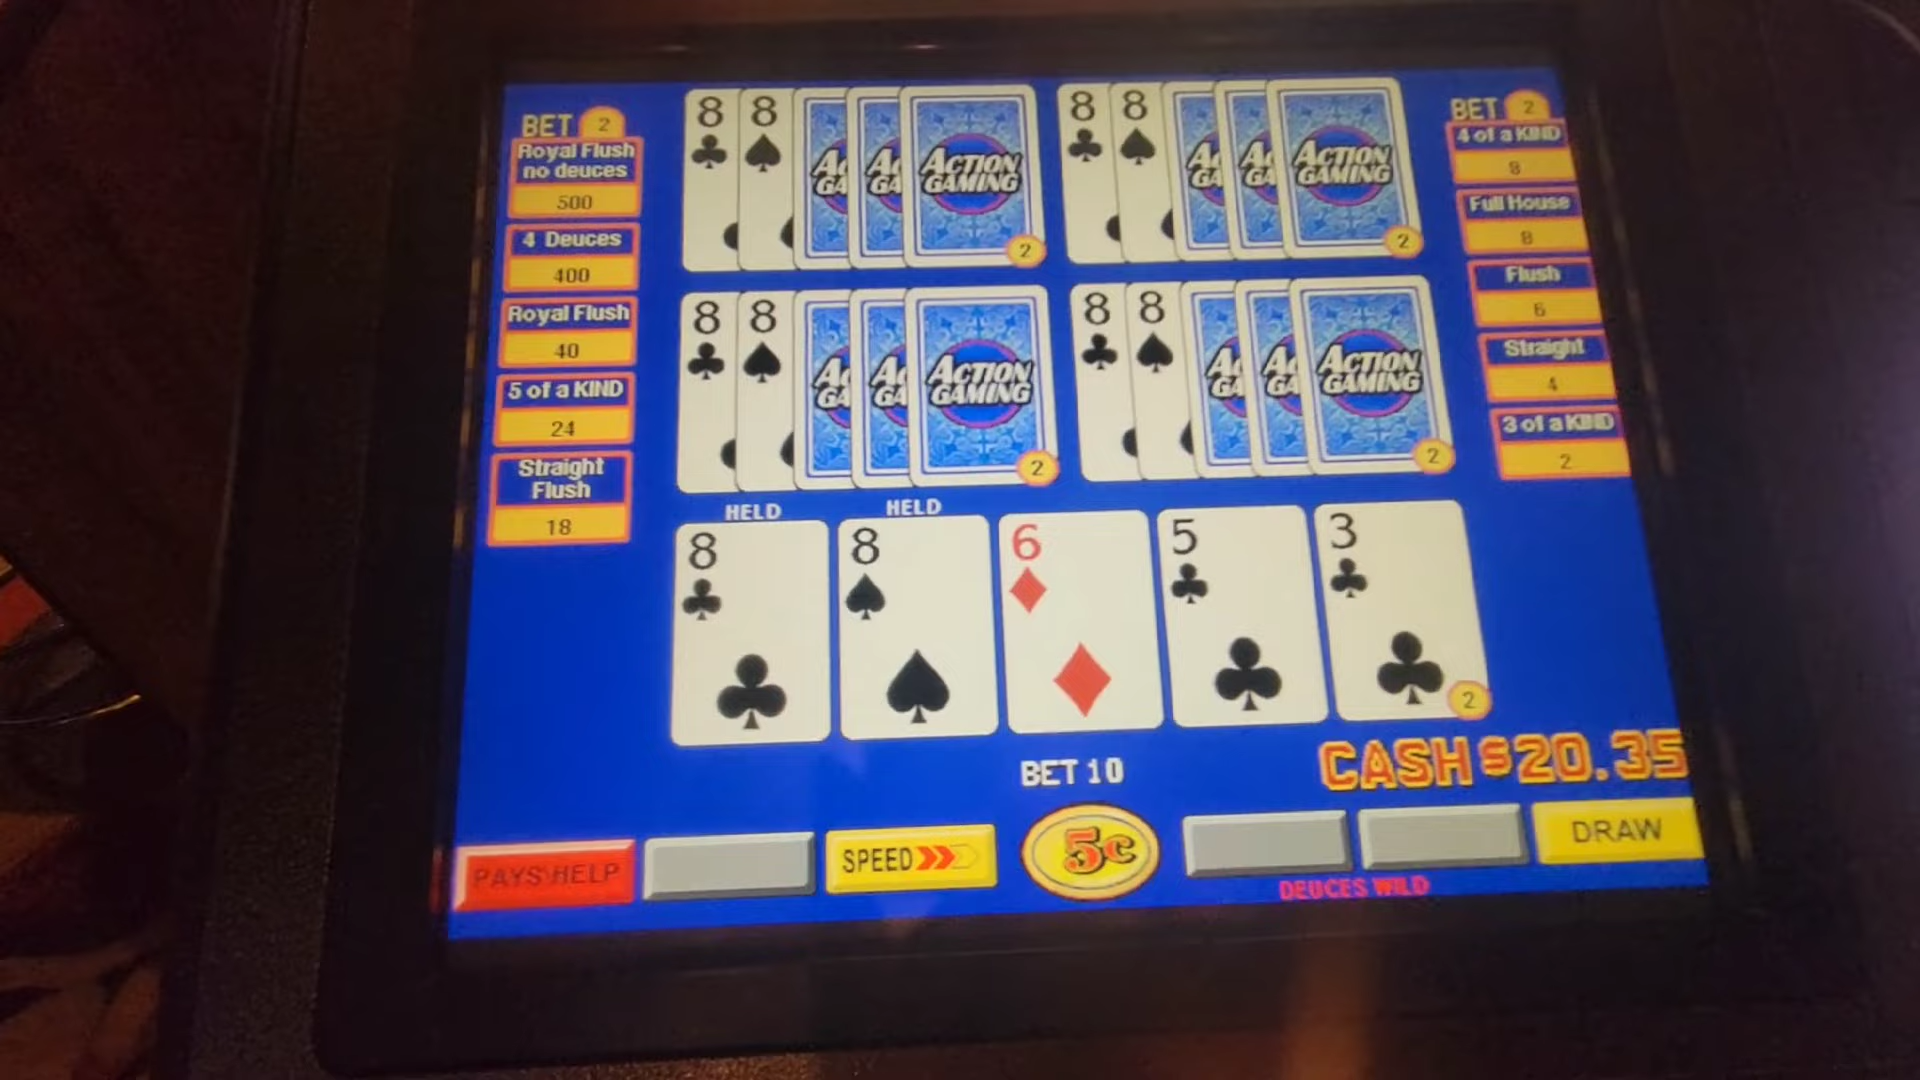 BET 2
Royal Flush
no deuces
500
4 Deuces
400
Royal Flush
40
5 of a KIND
24
Straight
Flush
18
8 8 ACTION
GAMING
2
8 8 ACTION
GAMING
2
BET 2
4 of a KIND
8
Full House
8
Flush
6
Straight
4
3 of a KIND
2
8 8 ACTION
GAMING
2
8 8 ACTION
GAMING
2
HELD HELD
8 8 6 5 3
2
BET 10
CASH $20.35
PAYS\HELP
SPEED
5c
DRAW
DEUCES WILD